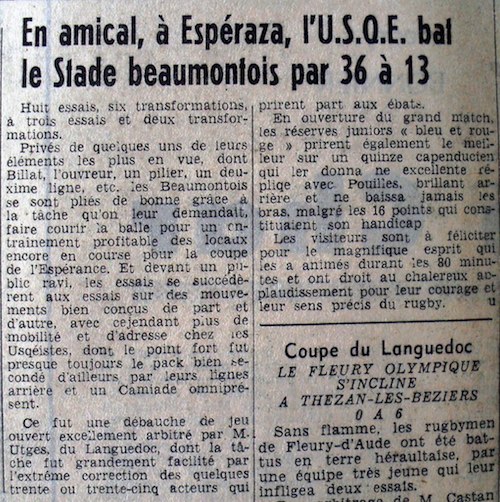 En amical, à Espéraza, l'U.S.Q.E. bat
le Stade beaumontois par 36 à 13
Huit essais, six transformations,
à trois essais et deux transfor-
mations.
Privés de quelques uns de leurs
éléments les plus en vue, dont
Billat, l'ouvreur, un pilier, un deu-
xime ligne, etc. les Beaumontois
se sont pliés de bonne grâce à
la tâche qu'on leur demandait,
faire courir la balle pour un en-
trainement profitable des locaux
encore en course pour la coupe
de l'Espérance. Et devant un pu-
blic ravi, les essais se succédè-
rent aux essais sur des mouve-
ments bien conçus de part et
d'autre, avec cejendant plus de
mobilité et d'adresse chez les
Usqéistes, dont le point fort fut
presque toujours le pack bien se-
condé d'ailleurs par leurs lignes
arrière et un Camiade omnipré-
sent.
Ce fut une débauche de jeu
ouvert excellement arbitré par M.
Utges, du Languedoc, dont la tâ-
che fut grandement facilité par
l'extrême correction des quelques
trente ou trente-cinq acteurs qui
prirent part aux ébats.
En ouverture du grand match,
les réserves juniors « bleu et rou-
ge » prirent également le meil-
leur sur un quinze capenducien
qui ler donna ne excellente ré-
pliqe avec Pouilles, brillant ar-
rière et ne baissa jamais les
bras, malgré les 16 points qui cons-
tituaient son handicap
Les visiteurs sont à féliciter
pour le magnifique esprit qui
les a animés durant les 80 minu-
tes et ont droit au chalereux ap-
plaudissement pour leur courage et
leur sens précis du rugby. u
Coupe du Languedoc
LE FLEURY OLYMPIQUE
S'INCLINE
A THEZAN-LES-BEZIERS
0 A 6
Sans flamme, les rugbymen
de Fleury-d'Aude ont été bat-
tus en terre héraultaise, par
une équipe très jeune qui leur
infligea deux essais.
Castan